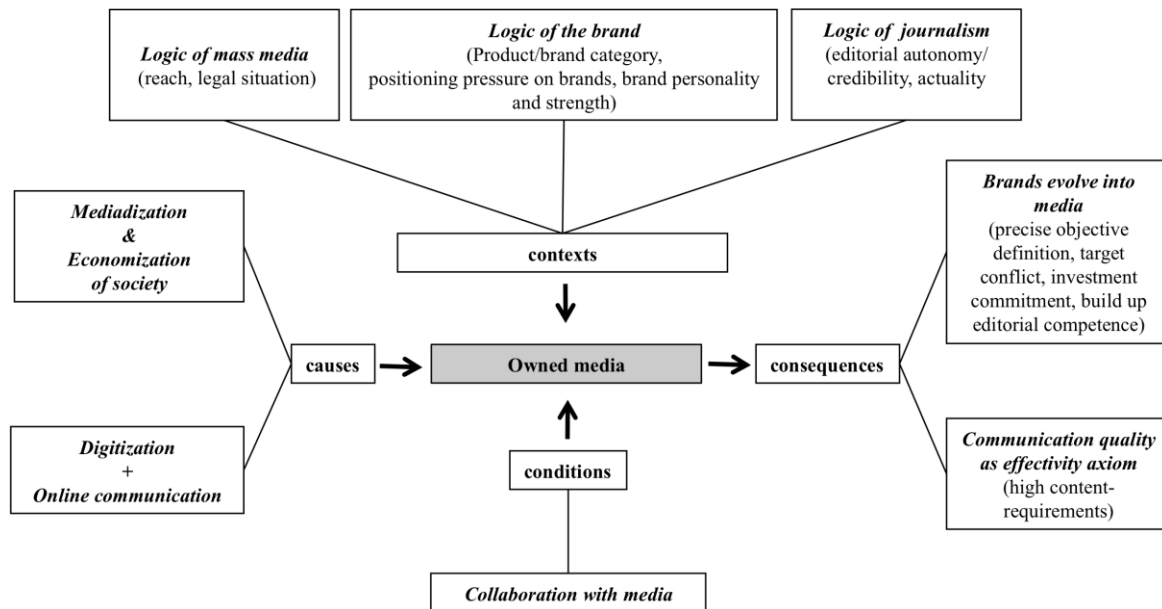 Logic of mass media
(reach, legal situation)
Logic of the brand
(Product/brand category,
positioning pressure on brands, brand personality
and strength)
Logic of journalism
(editorial autonomy/
credibility, actuality
Mediadization
&
Economization
of society
contexts
Brands evolve into
media
(precise objective
definition, target
conflict, investment
commitment, build up
editorial competence)
causes
Owned media
consequences
Digitization
+
Online communication
conditions
Communication quality
as effectivity axiom
(high content-
requirements)
Collaboration with media